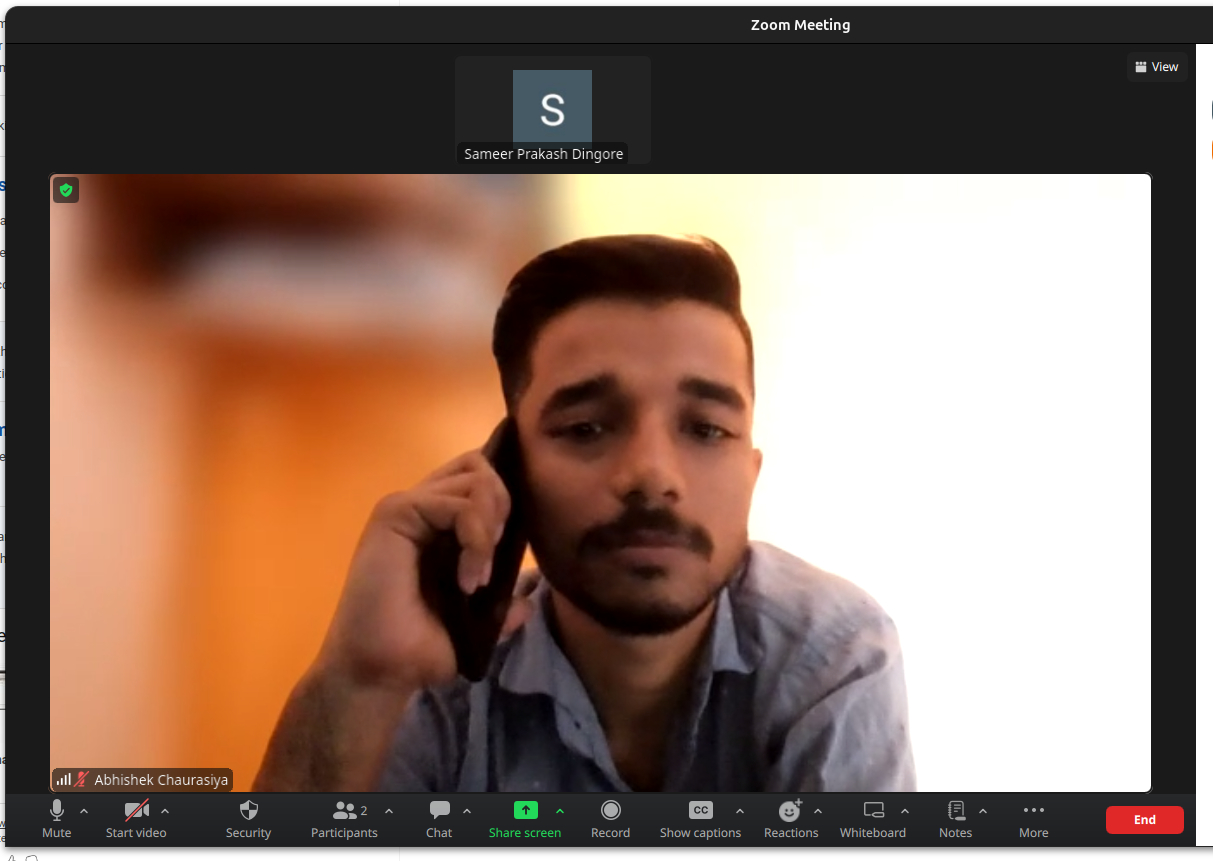 Zoom Meeting
View
S
Sameer Prakash Dingore
Abhishek Chaurasiya
2
CC
Mute
Start video
Security
Participants
Chat
Share screen
Record
Show captions
Reactions
Whiteboard
Notes
More
End